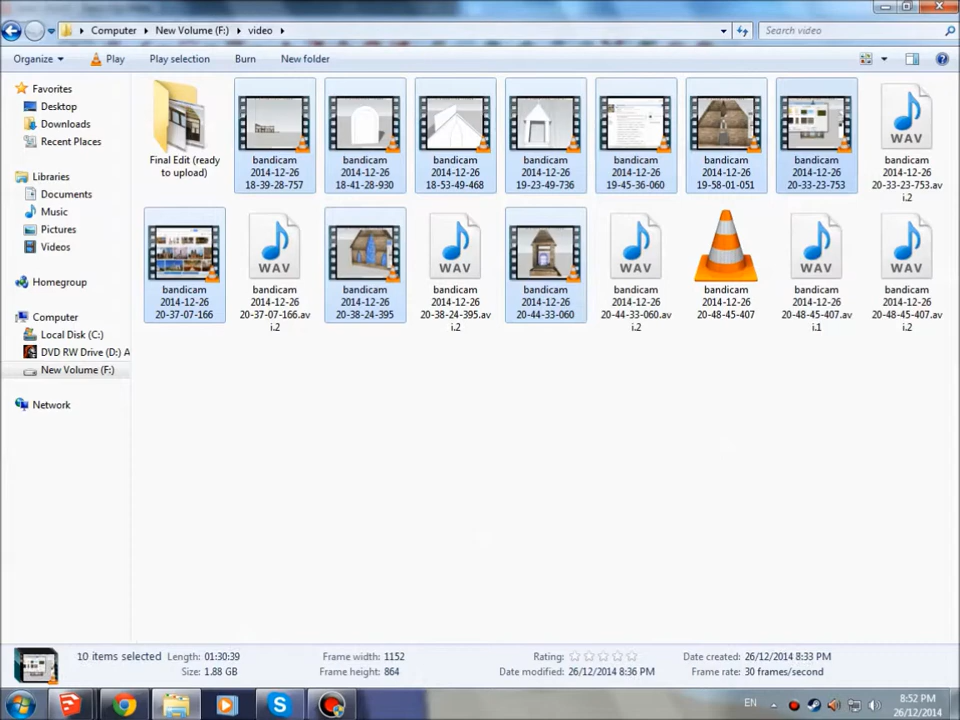 Computer ▸ New Volume (F:) ▸ video ▸
Search video
Organize
Play
Play selection
Burn
New folder
Favorites
Desktop
Downloads
Recent Places
Libraries
Documents
Music
Pictures
Videos
Homegroup
Computer
Local Disk (C:)
DVD RW Drive (D:) A
New Volume (F:)
Network
Final Edit (ready
to upload)
bandicam
2014-12-26
18-39-28-757
bandicam
2014-12-26
18-41-28-930
bandicam
2014-12-26
18-53-49-468
bandicam
2014-12-26
19-23-49-736
bandicam
2014-12-26
19-45-36-060
bandicam
2014-12-26
19-58-01-051
bandicam
2014-12-26
20-33-23-753
WAV
bandicam
2014-12-26
20-33-23-753.av
i.2
bandicam
2014-12-26
20-37-07-166
WAV
bandicam
2014-12-26
20-37-07-166.av
i.2
bandicam
2014-12-26
20-38-24-395
WAV
bandicam
2014-12-26
20-38-24-395.av
i.2
bandicam
2014-12-26
20-44-33-060
WAV
bandicam
2014-12-26
20-44-33-060.av
i.2
bandicam
2014-12-26
20-48-45-407
WAV
bandicam
2014-12-26
20-48-45-407.av
i.1
WAV
bandicam
2014-12-26
20-48-45-407.av
i.2
10 items selected
Length: 01:30:39
Size: 1.88 GB
Frame width: 1152
Frame height: 864
Rating:
Date modified: 26/12/2014 8:36 PM
Date created: 26/12/2014 8:33 PM
Frame rate: 30 frames/second
EN
8:52 PM
26/12/2014